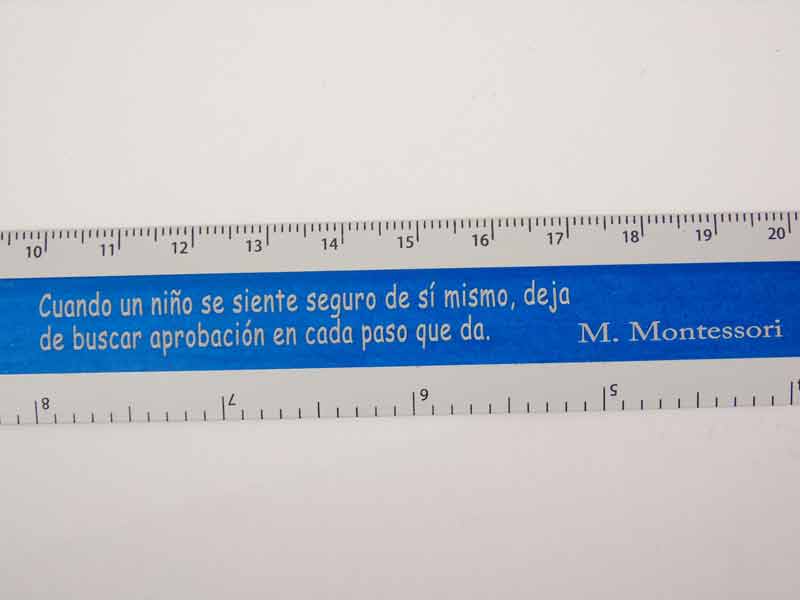 10 11 12 13 14 15 16 17 18 19 20
Cuando un niño se siente seguro de sí mismo, deja
de buscar aprobación en cada paso que da.
M. Montessori
8 7 6 5